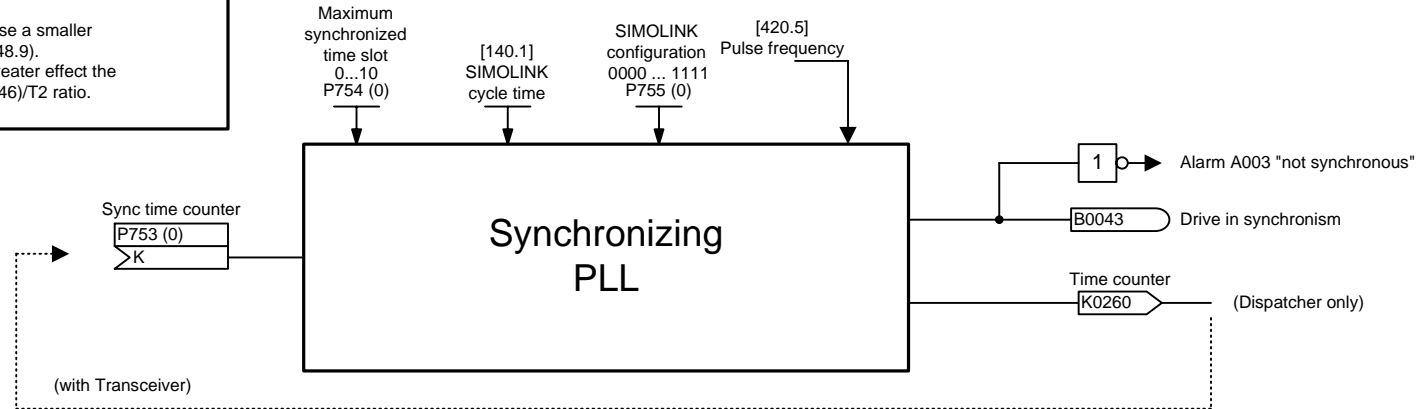 se a smaller
48.9).
eater effect the
46)/T2 ratio.
Maximum
synchronized
time slot
0...10
P754 (0)
[140.1]
SIMOLINK
cycle time
SIMOLINK
configuration
0000 ... 1111
P755 (0)
[420.5]
Pulse frequency
Sync time counter
P753 (0)
K
Synchronizing
PLL
1
Alarm A003 "not synchronous"
B0043
Drive in synchronism
Time counter
K0260
(Dispatcher only)
(with Transceiver)